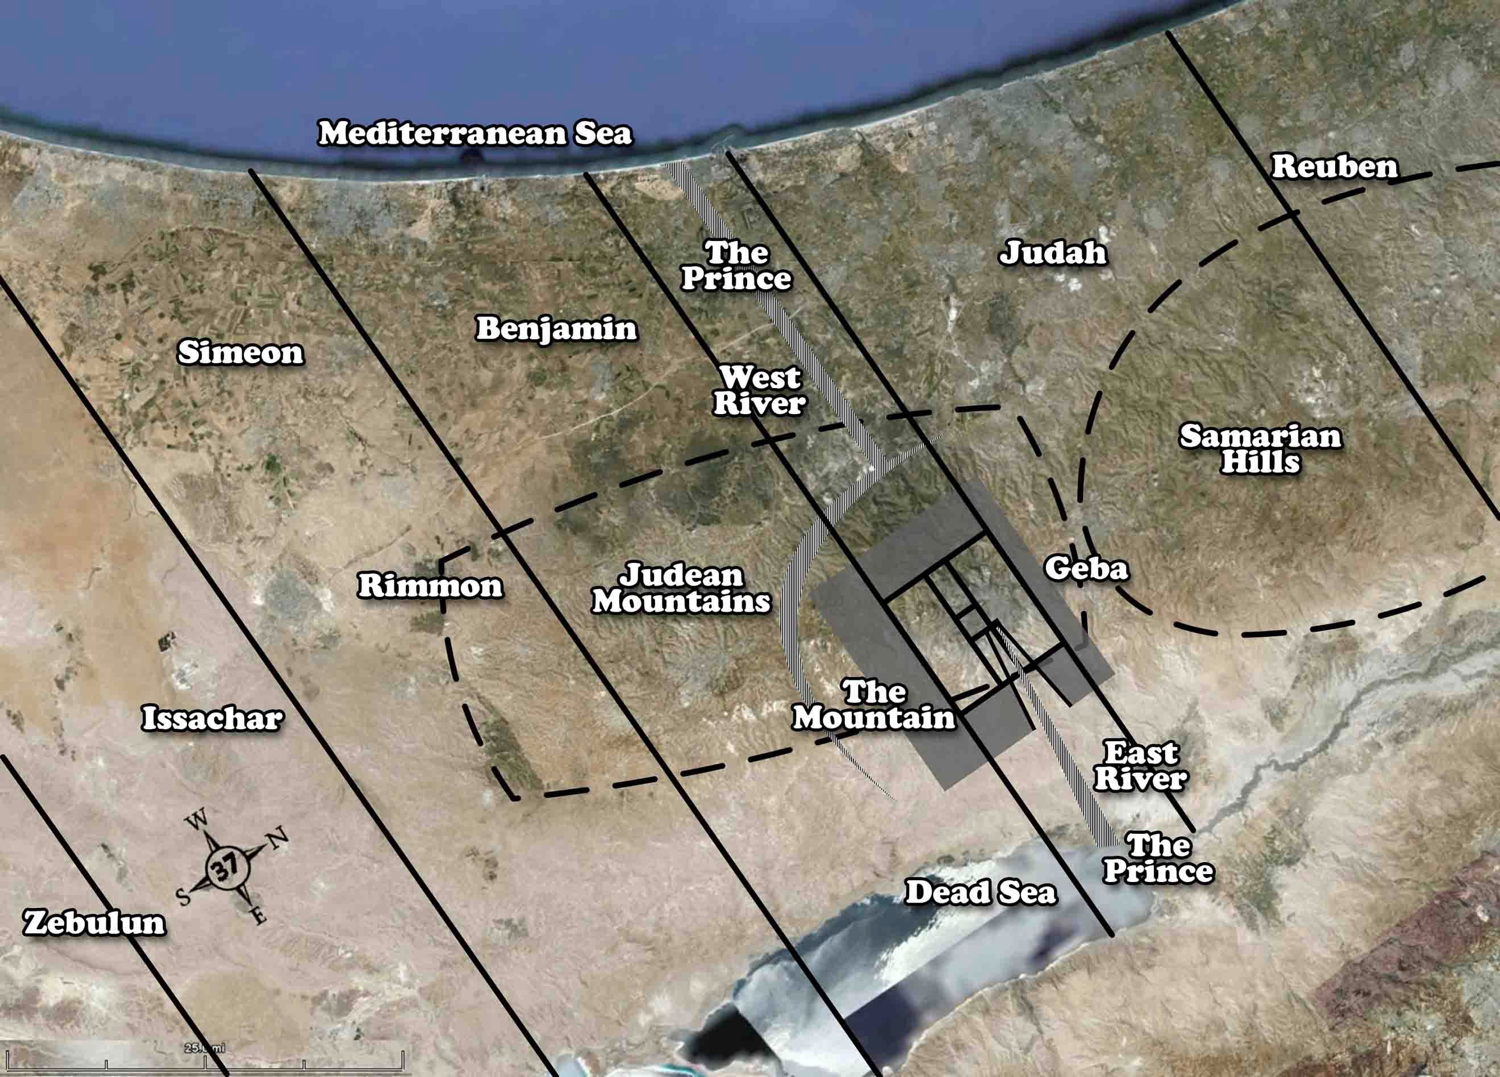 Mediterranean Sea
Reuben
The
Prince
Judah
Benjamin
Simeon
West
River
Samarian
Hills
Rimmon
Judean
Mountains
Geba
The
Mountain
Issachar
East
River
W
N
37
S
E
The
Prince
Dead Sea
Zebulun
mi